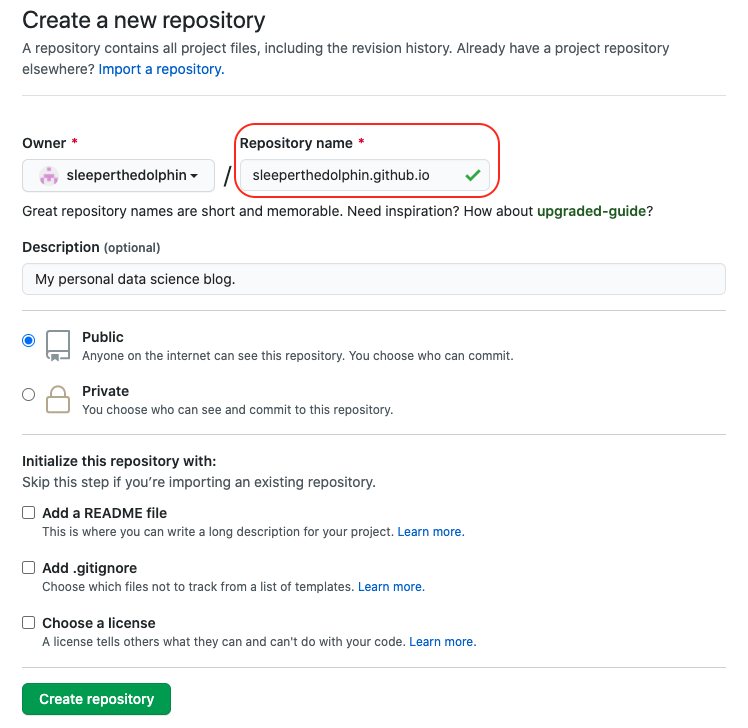 Create a new repository
A repository contains all project files, including the revision history. Already have a project repository
elsewhere? Import a repository.
Owner *
Repository name *
sleeperthedolphin
/
sleeperthedolphin.github.io
Great repository names are short and memorable. Need inspiration? How about upgraded-guide?
Description (optional)
My personal data science blog.
Public
Anyone on the internet can see this repository. You choose who can commit.
Private
You choose who can see and commit to this repository.
Initialize this repository with:
Skip this step if you’re importing an existing repository.
Add a README file
This is where you can write a long description for your project. Learn more.
Add .gitignore
Choose which files not to track from a list of templates. Learn more.
Choose a license
A license tells others what they can and can't do with your code. Learn more.
Create repository